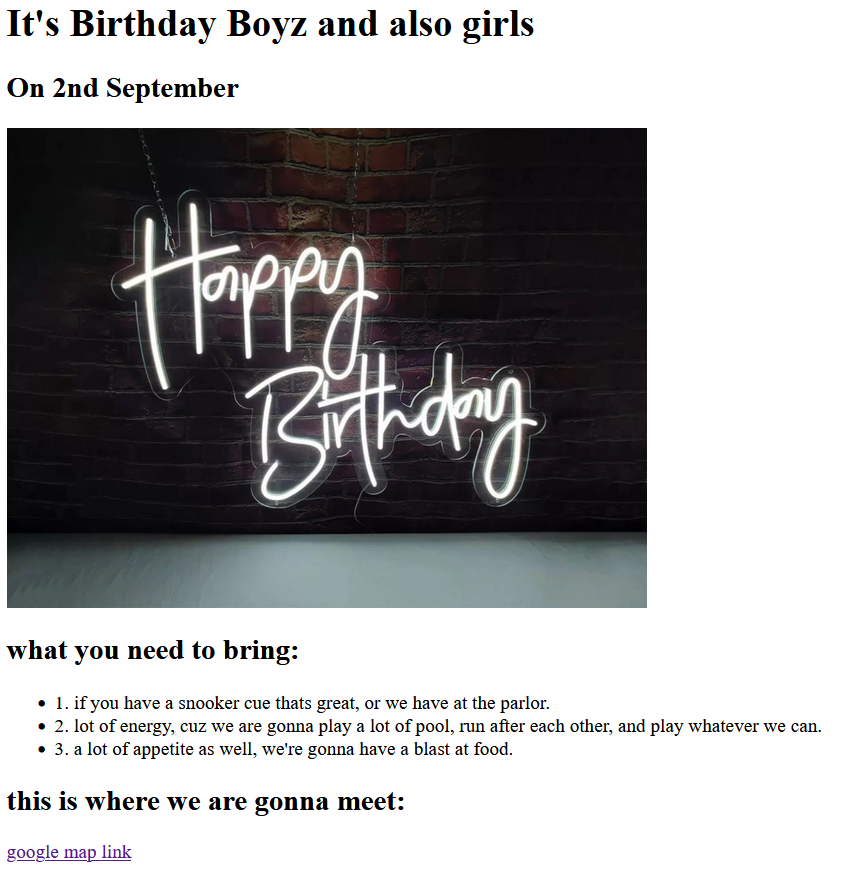 It's Birthday Boyz and also girls
On 2nd September
Happy
Birthday
what you need to bring:
1. if you have a snooker cue thats great, or we have at the parlor.
2. lot of energy, cuz we are gonna play a lot of pool, run after each other, and play whatever we can.
3. a lot of appetite as well, we're gonna have a blast at food.
this is where we are gonna meet:
google map link